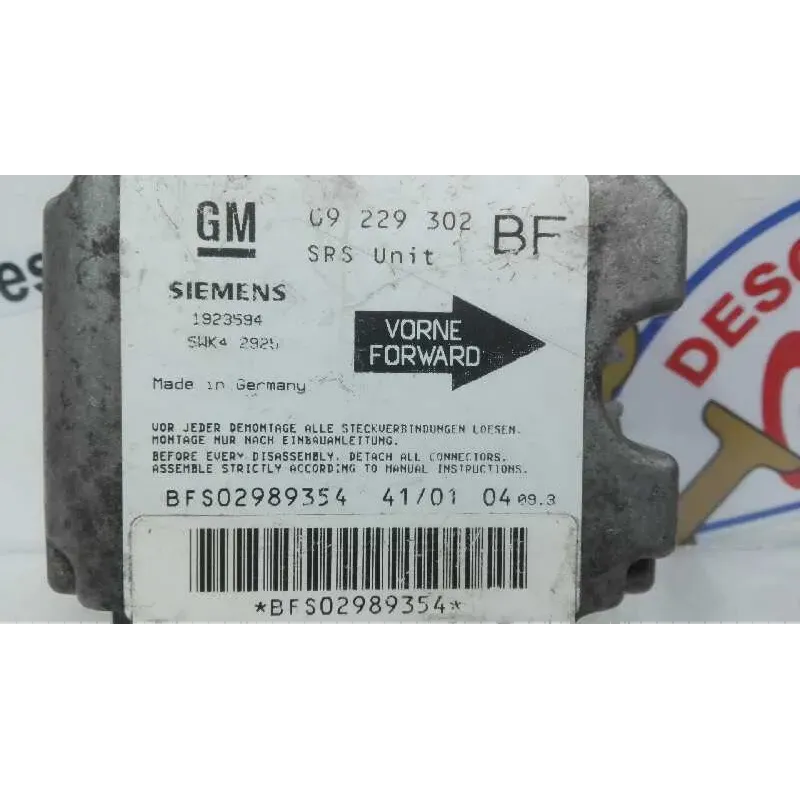 GM
09 229 302
BF
SRS Unit
SIEMENS
1923594
5WK4 2925
VORNE
FORWARD
Made in Germany
VOR JEDER DEMONTAGE ALLE STECKVERBINDUNGEN LOESEN.
MONTAGE NUR NACH EINBAUANLEITUNG.
BEFORE EVERY DISASSEMBLY. DETACH ALL CONNECTORS.
ASSEMBLE STRICTLY ACCORDING TO MANUAL INSTRUCTIONS.
BFS02989354 41/01 04 09.3
*BFS02989354*